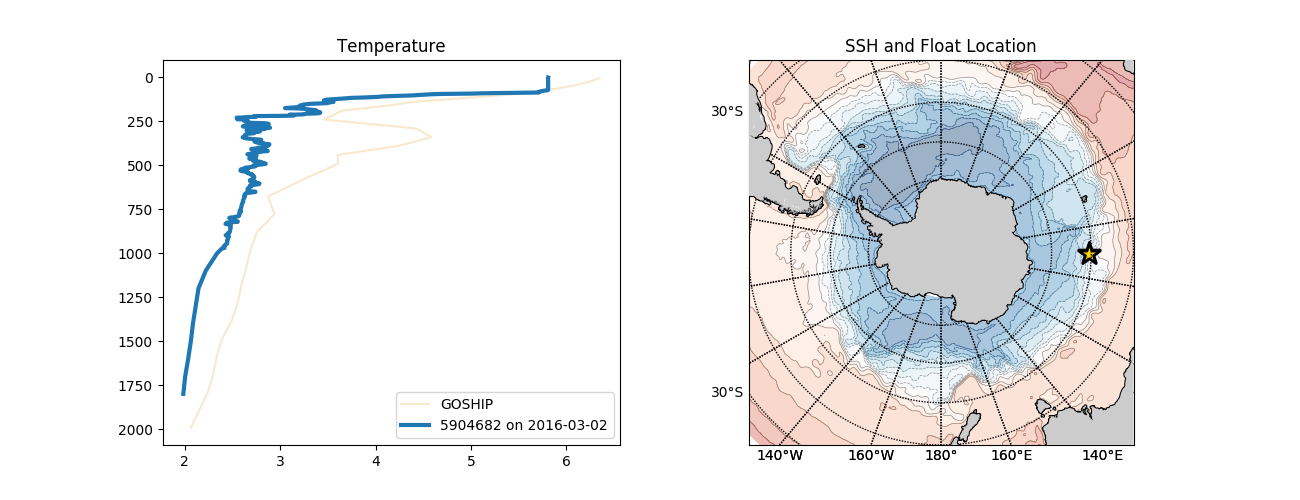 Temperature
0
250
500
750
1000
1250
1500
1750
2000
2
3
4
5
6
GOSHIP
5904682 on 2016-03-02
SSH and Float Location
30°S
30°S
140°W
160°W
180°
160°E
140°E